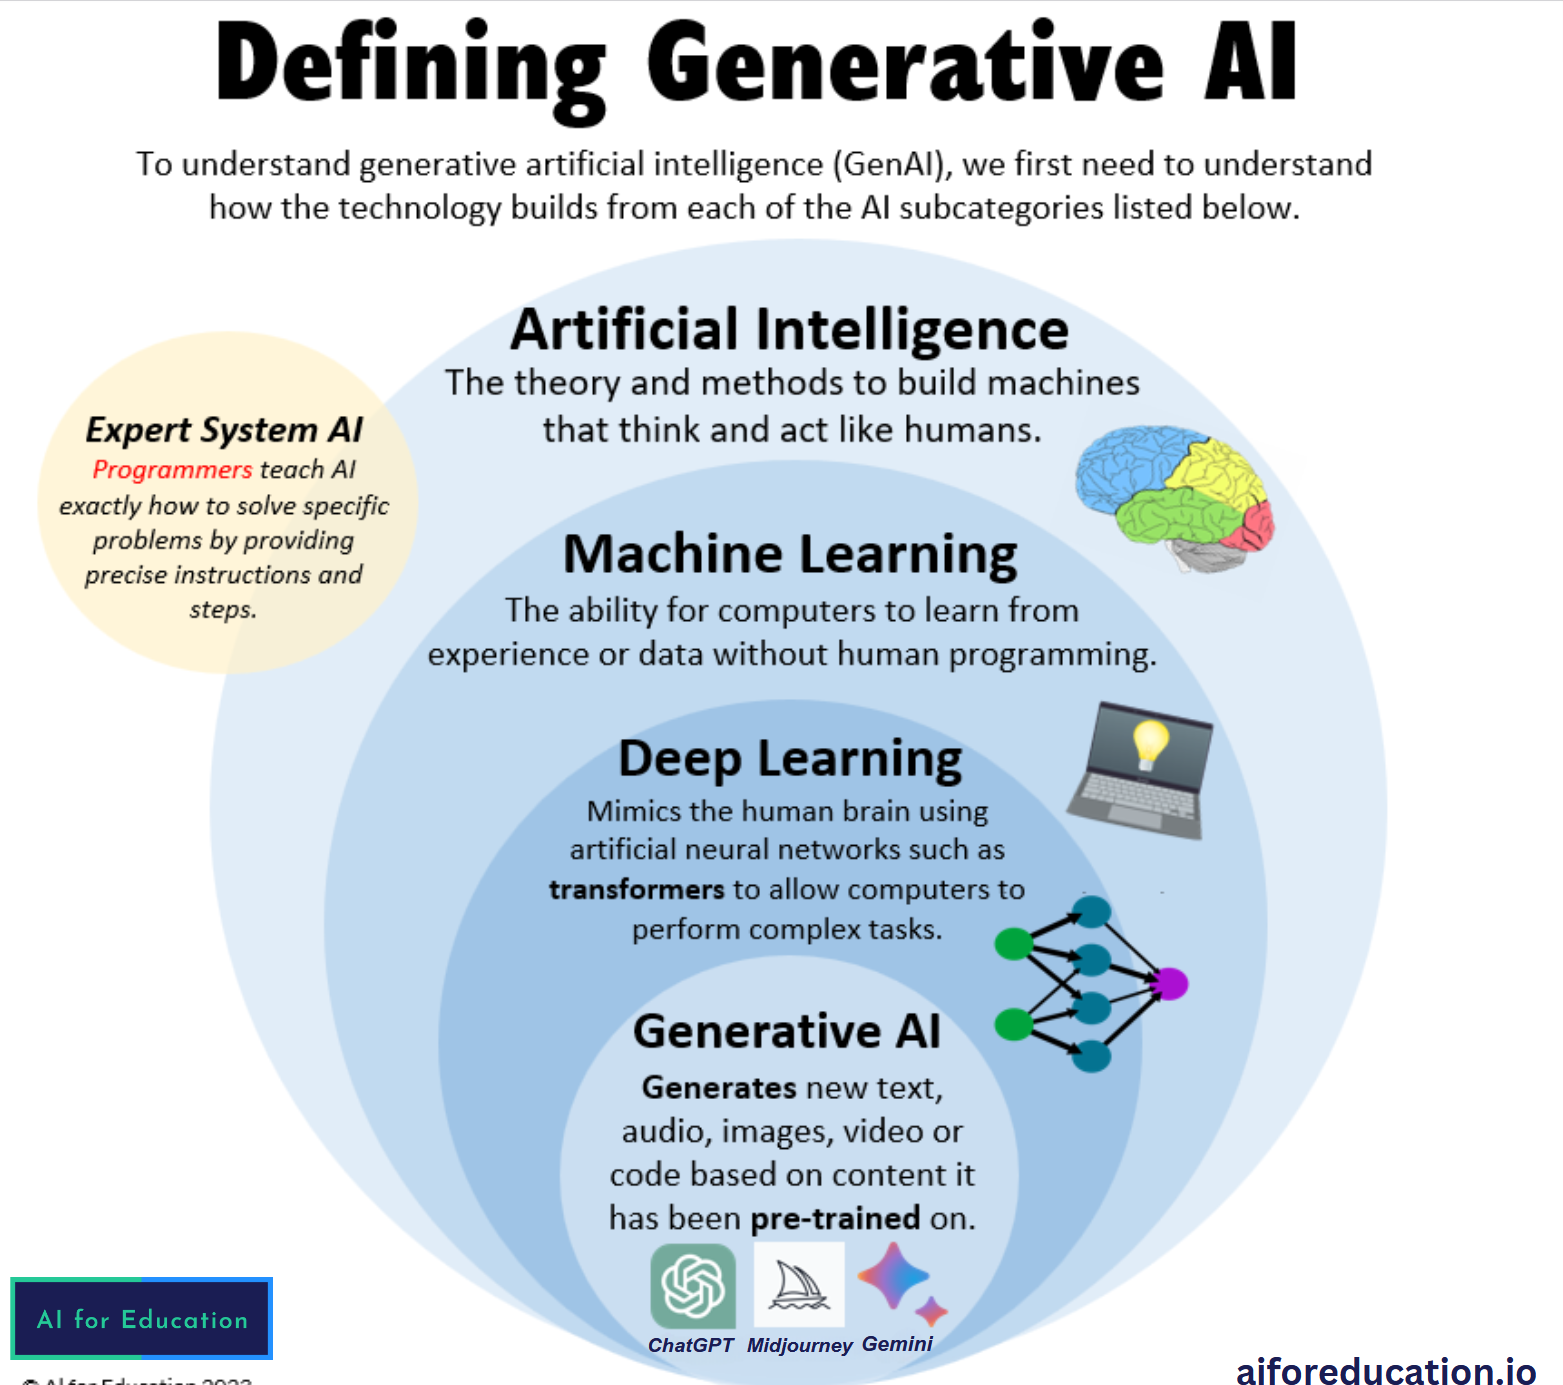 Defining Generative AI
To understand generative artificial intelligence (GenAI), we first need to understand
how the technology builds from each of the AI subcategories listed below.
Artificial Intelligence
The theory and methods to build machines
that think and act like humans.
Expert System AI
Programmers teach AI
exactly how to solve specific
problems by providing
precise instructions and
steps.
Machine Learning
The ability for computers to learn from
experience or data without human programming.
Deep Learning
Mimics the human brain using
artificial neural networks such as
transformers to allow computers to
perform complex tasks.
Generative AI
Generates new text,
audio, images, video or
code based on content it
has been pre-trained on.
ChatGPT Midjourney Gemini
AI for Education
© AI for Education 2023
aiforeducation.io